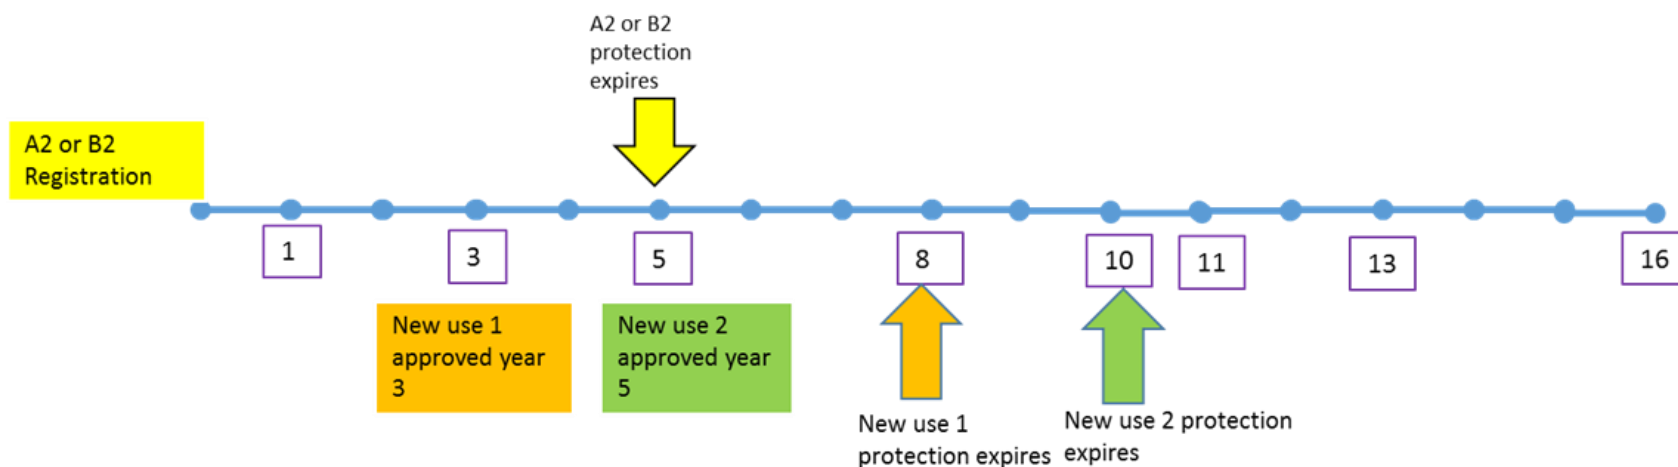 A2 or B2
protection
expires
A2 or B2
Registration
1
3
5
8
10
11
13
16
New use 1
approved year
3
New use 2
approved year
5
New use 1
protection expires
New use 2 protection
expires